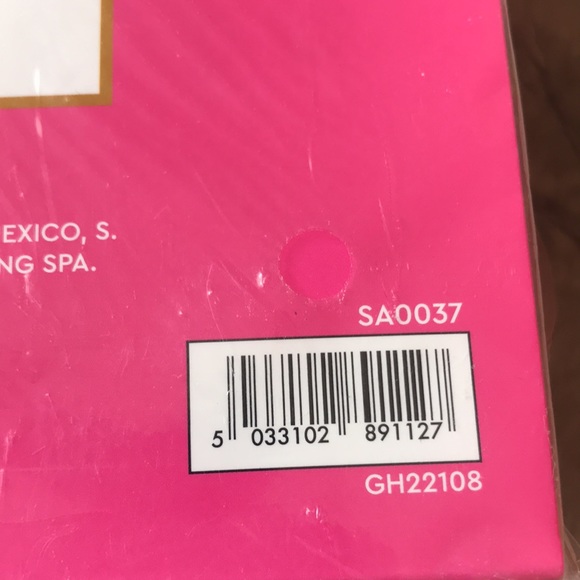 EXICO, S.
NG SPA.
SA0037
5 033102 891127
GH22108